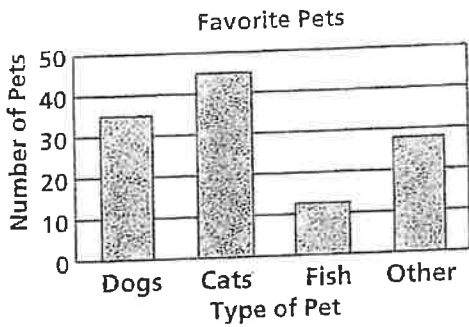 Favorite Pets
Number of Pets
50
40
30
20
10
0
Dogs Cats Fish Other
Type of Pet